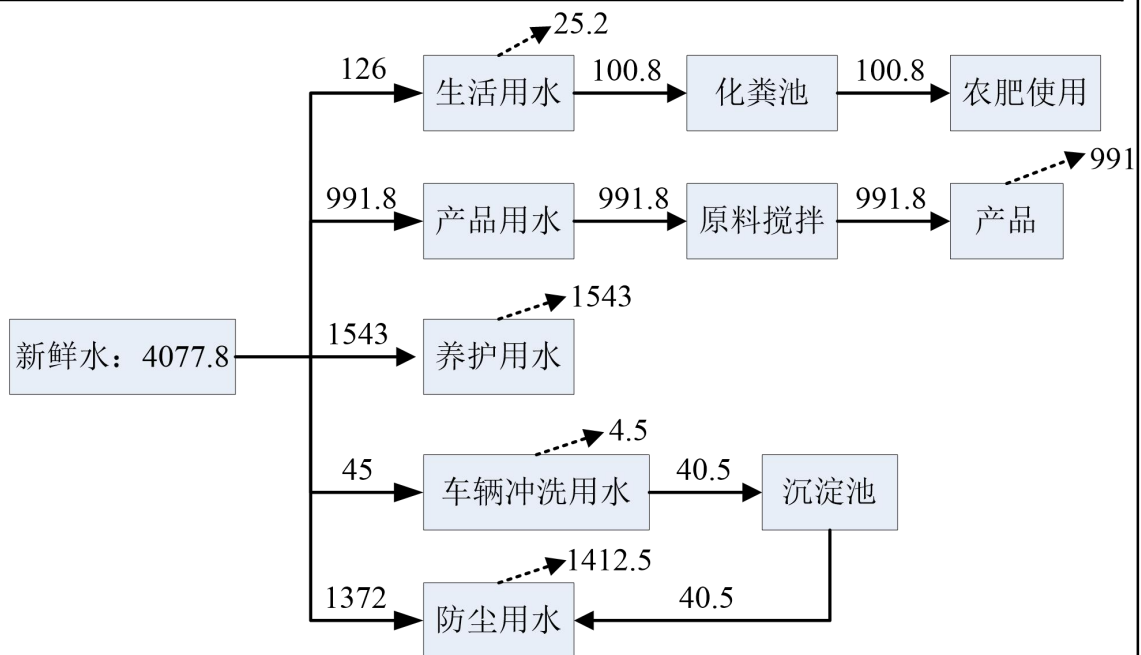 25.2
126
生活用水
100.8
化粪池
100.8
农肥使用
991
991.8
产品用水
991.8
原料搅拌
991.8
产品
1543
新鲜水：4077.8
1543
养护用水
4.5
45
车辆冲洗用水
40.5
沉淀池
1412.5
1372
防尘用水
40.5